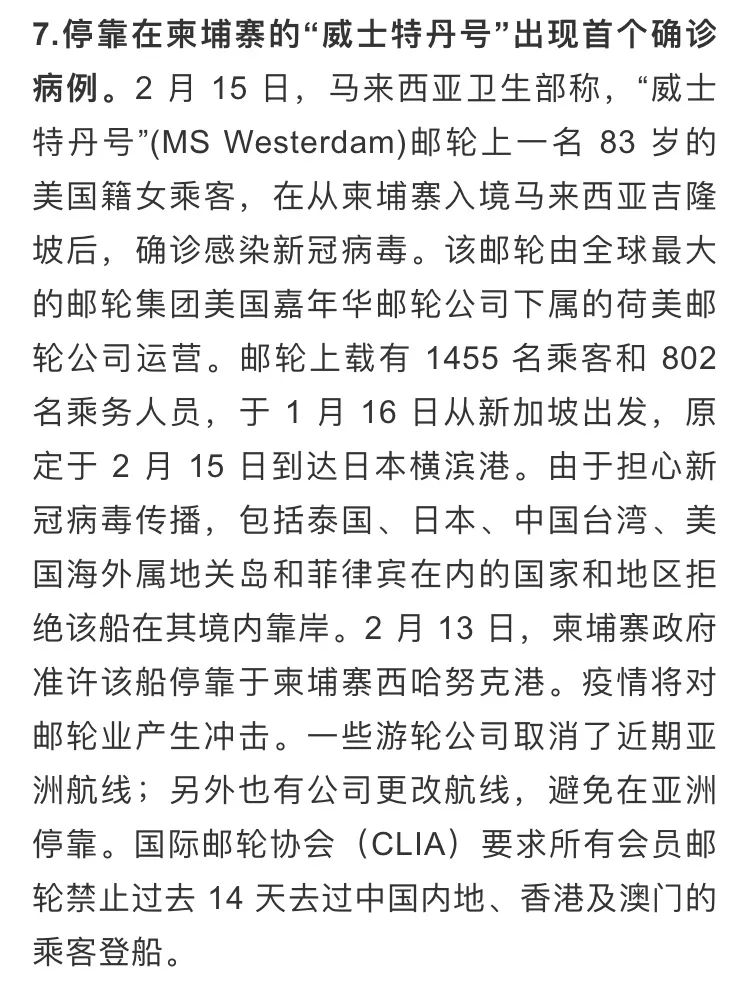 7.停靠在柬埔寨的“威士特丹号”出现首个确诊
病例。2 月 15 日，马来西亚卫生部称，“威士
特丹号”(MS Westerdam)邮轮上一名 83 岁的
美国籍女乘客，在从柬埔寨入境马来西亚吉隆
坡后，确诊感染新冠病毒。该邮轮由全球最大
的邮轮集团美国嘉年华邮轮公司下属的荷美邮
轮公司运营。邮轮上载有 1455 名乘客和 802
名乘务人员，于 1 月 16 日从新加坡出发，原
定于 2 月 15 日到达日本横滨港。由于担心新
冠病毒传播，包括泰国、日本、中国台湾、美
国海外属地关岛和菲律宾在内的国家和地区拒
绝该船在其境内靠岸。2 月 13 日，柬埔寨政府
准许该船停靠于柬埔寨西哈努克港。疫情将对
邮轮业产生冲击。一些游轮公司取消了近期亚
洲航线；另外也有公司更改航线，避免在亚洲
停靠。国际邮轮协会（CLIA）要求所有会员邮
轮禁止过去 14 天去过中国内地、香港及澳门的
乘客登船。